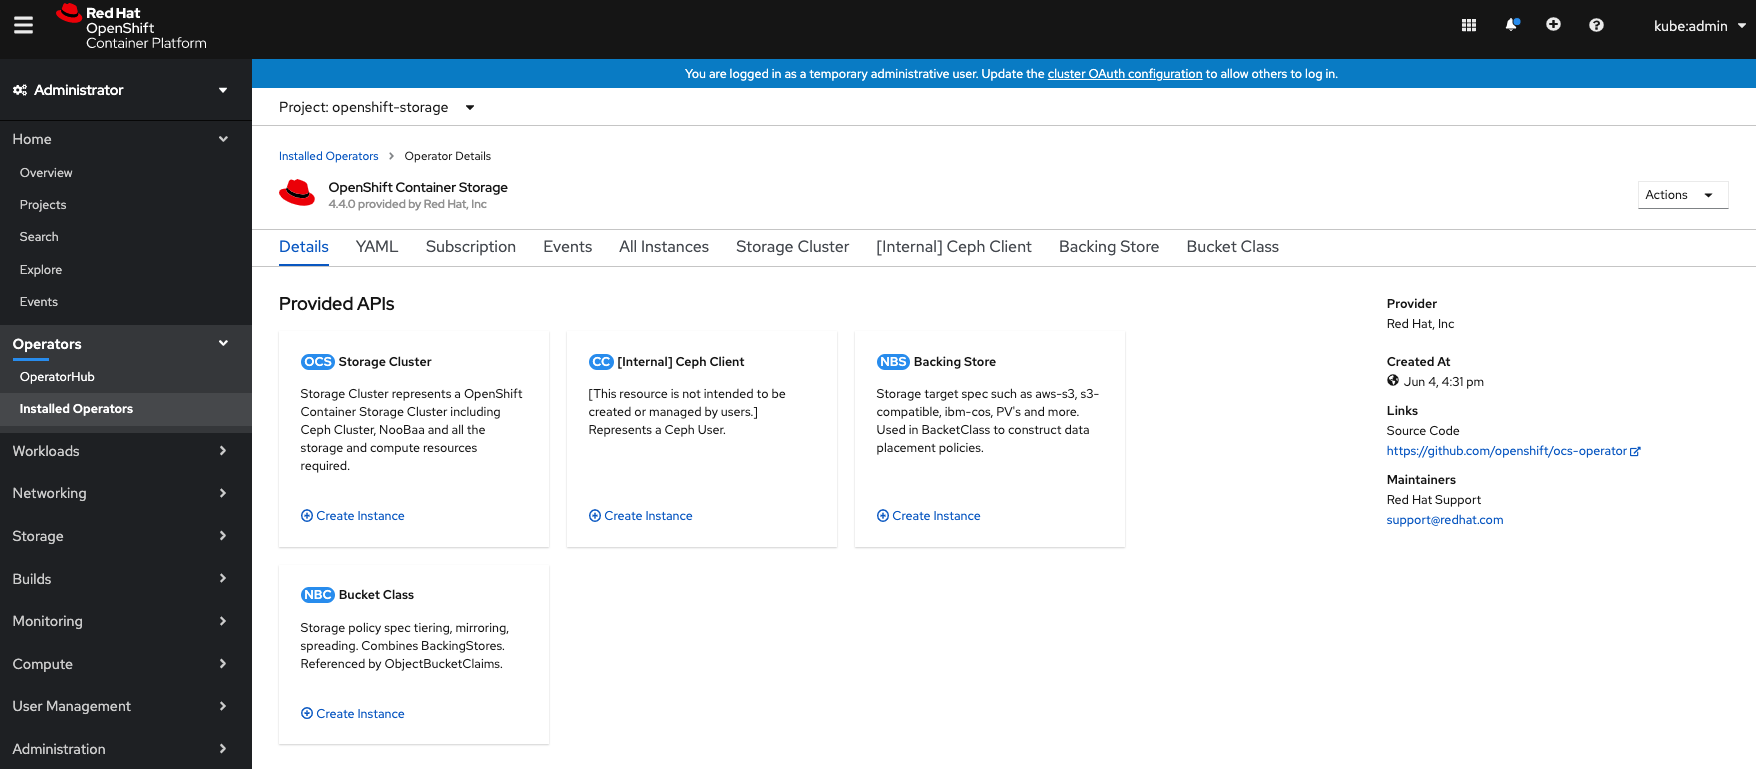 Red Hat
OpenShift
Container Platform
kube:admin
Administrator
Home
Overview
Projects
Search
Explore
Events
Operators
OperatorHub
Installed Operators
Workloads
Networking
Storage
Builds
Monitoring
Compute
User Management
Administration
You are logged in as a temporary administrative user. Update the cluster OAuth configuration to allow others to log in.
Project: openshift-storage
Installed Operators > Operator Details
OpenShift Container Storage
4.4.0 provided by Red Hat, Inc
Actions
Details YAML Subscription Events All Instances Storage Cluster [Internal] Ceph Client Backing Store Bucket Class
Provided APIs
OCS Storage Cluster
Storage Cluster represents a OpenShift
Container Storage Cluster including
Ceph Cluster, NooBaa and all the
storage and compute resources
required.
Create Instance
CC [Internal] Ceph Client
[This resource is not intended to be
created or managed by users.]
Represents a Ceph User.
Create Instance
NBS Backing Store
Storage target spec such as aws-s3, s3-
compatible, ibm-cos, PV's and more.
Used in BacketClass to construct data
placement policies.
Create Instance
NBC Bucket Class
Storage policy spec tiering, mirroring,
spreading. Combines BackingStores.
Referenced by ObjectBucketClaims.
Create Instance
Provider
Red Hat, Inc
Created At
Jun 4, 4:31 pm
Links
Source Code
https://github.com/openshift/ocs-operator
Maintainers
Red Hat Support
support@redhat.com